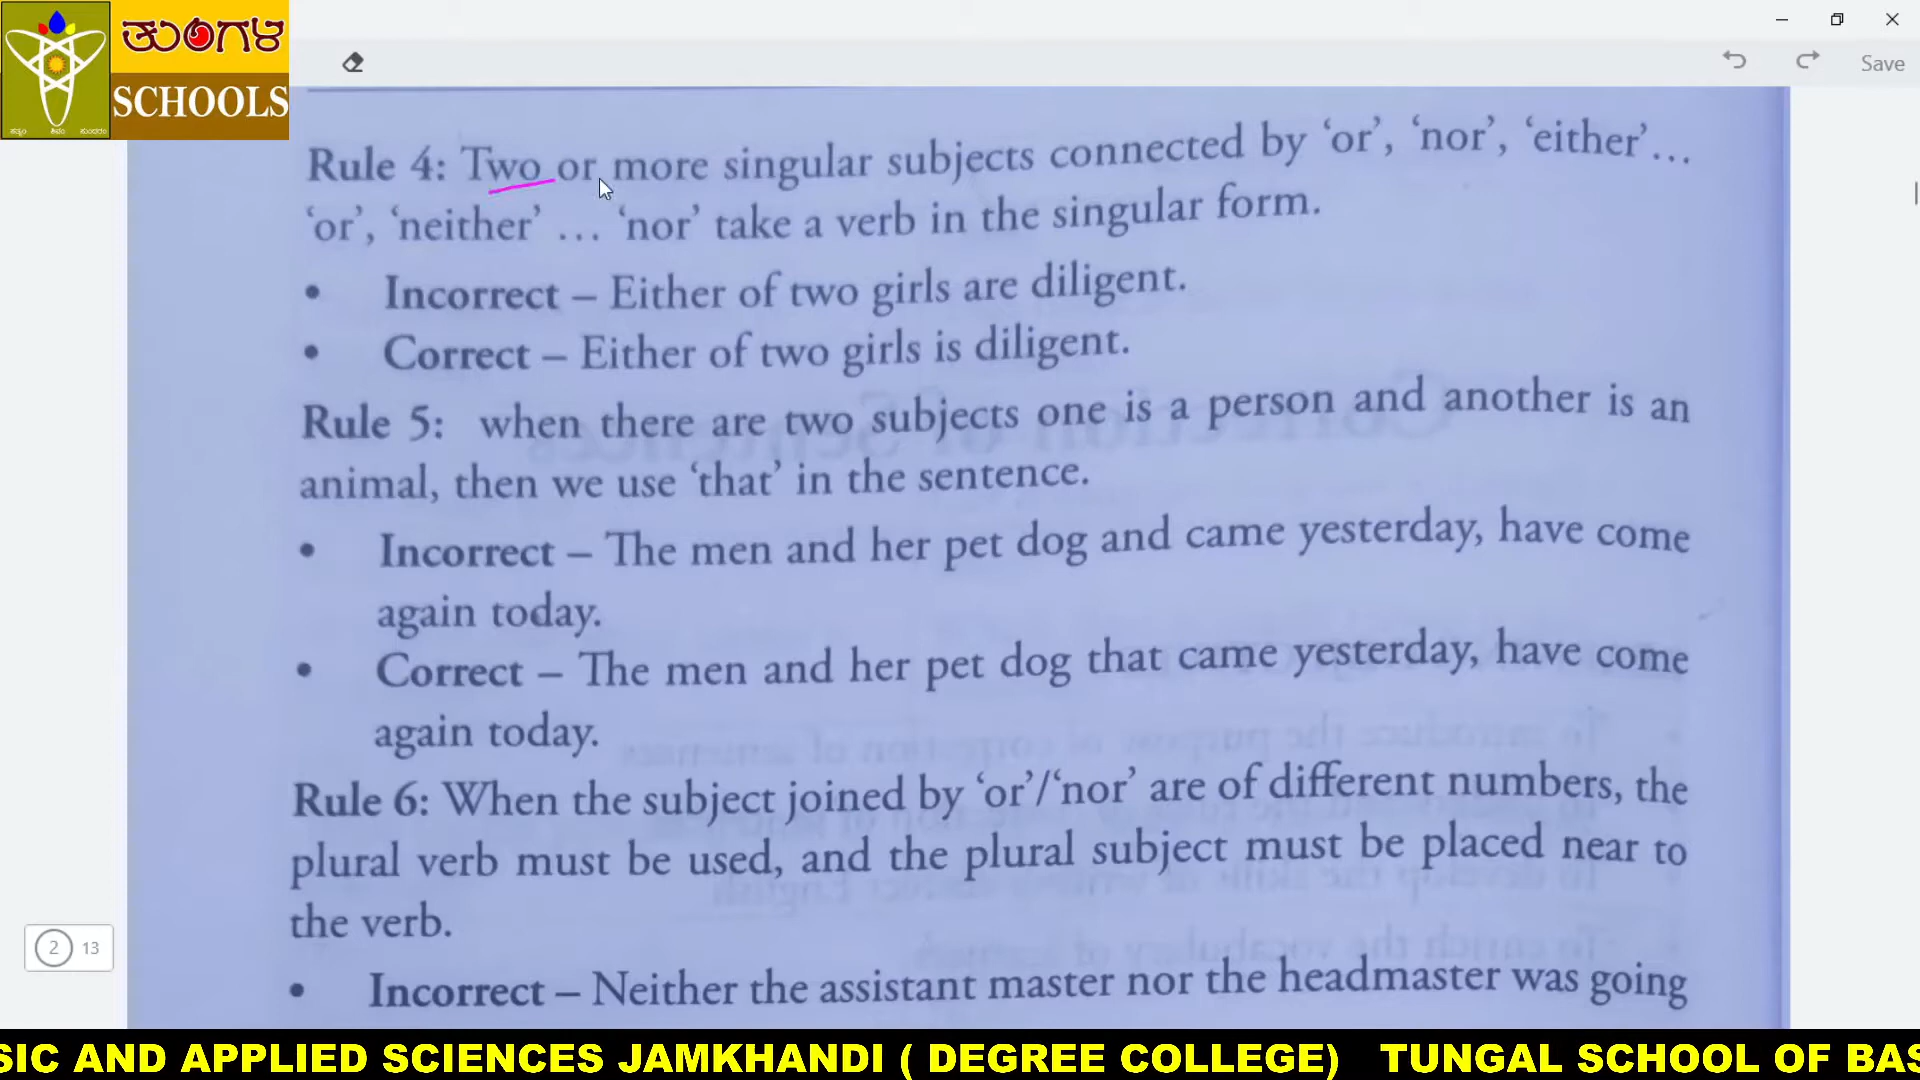 ತುಂಗಳ
SCHOOLS
ಸತ್ಯಂ ಶಿವಂ ಸುಂದರಂ
Save
Rule 4: Two or more singular subjects connected by ‘or’, ‘nor’, ‘either’…
‘or’, ‘neither’ … ‘nor’ take a verb in the singular form.
• Incorrect – Either of two girls are diligent.
• Correct – Either of two girls is diligent.
Rule 5: when there are two subjects one is a person and another is an
animal, then we use ‘that’ in the sentence.
• Incorrect – The men and her pet dog and came yesterday, have come
again today.
• Correct – The men and her pet dog that came yesterday, have come
again today.
Rule 6: When the subject joined by ‘or’/‘nor’ are of different numbers, the
plural verb must be used, and the plural subject must be placed near to
the verb.
2 13
• Incorrect – Neither the assistant master nor the headmaster was going
SIC AND APPLIED SCIENCES JAMKHANDI ( DEGREE COLLEGE) TUNGAL SCHOOL OF BAS